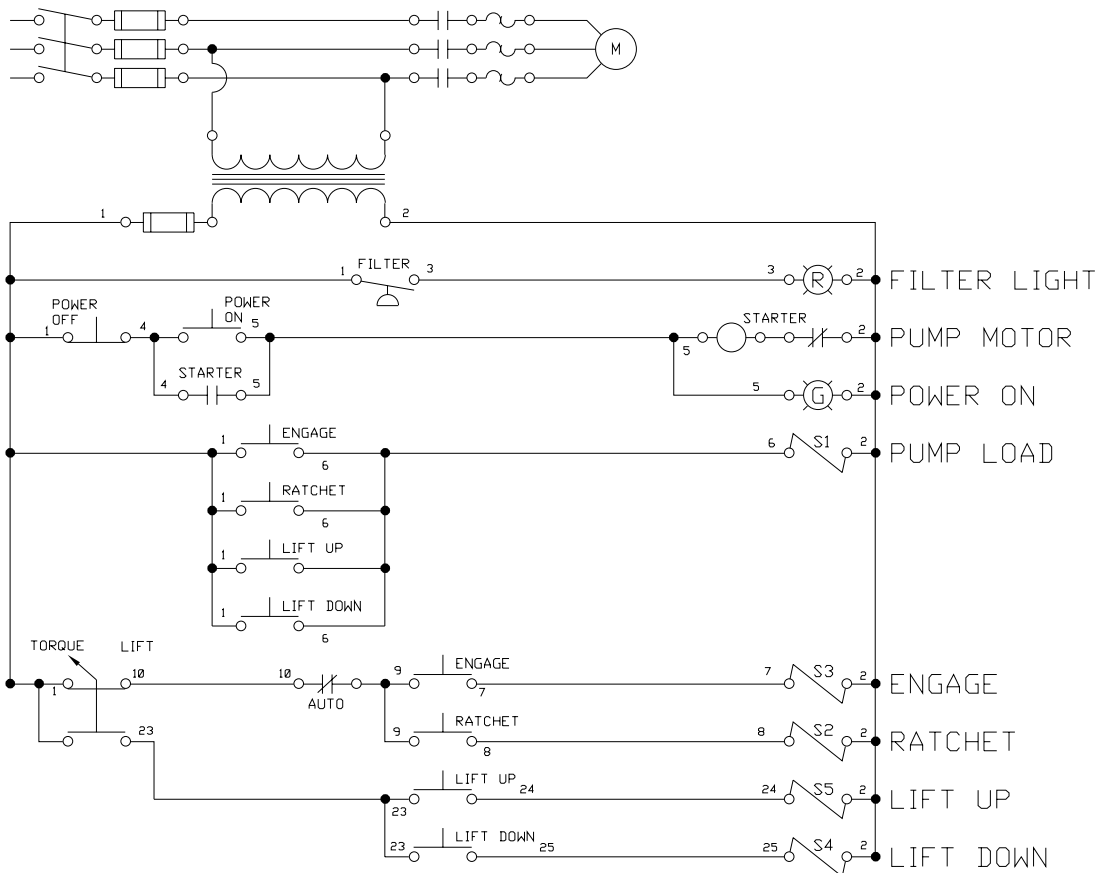 M
1
2
1 FILTER 3 3 R 2 FILTER LIGHT
POWER
OFF
POWER
ON
1 4 5 5 STARTER 2 PUMP MOTOR
STARTER
4 5 5 G 2 POWER ON
1 ENGAGE 6 6 S1 2 PUMP LOAD
1 RATCHET 6
1 LIFT UP
1 LIFT DOWN 6
TORQUE LIFT
1 10 10 AUTO 9 ENGAGE 7 7 S3 2 ENGAGE
23 9 RATCHET 8 8 S2 2 RATCHET
23 LIFT UP 24 24 S5 2 LIFT UP
23 LIFT DOWN 25 25 S4 2 LIFT DOWN